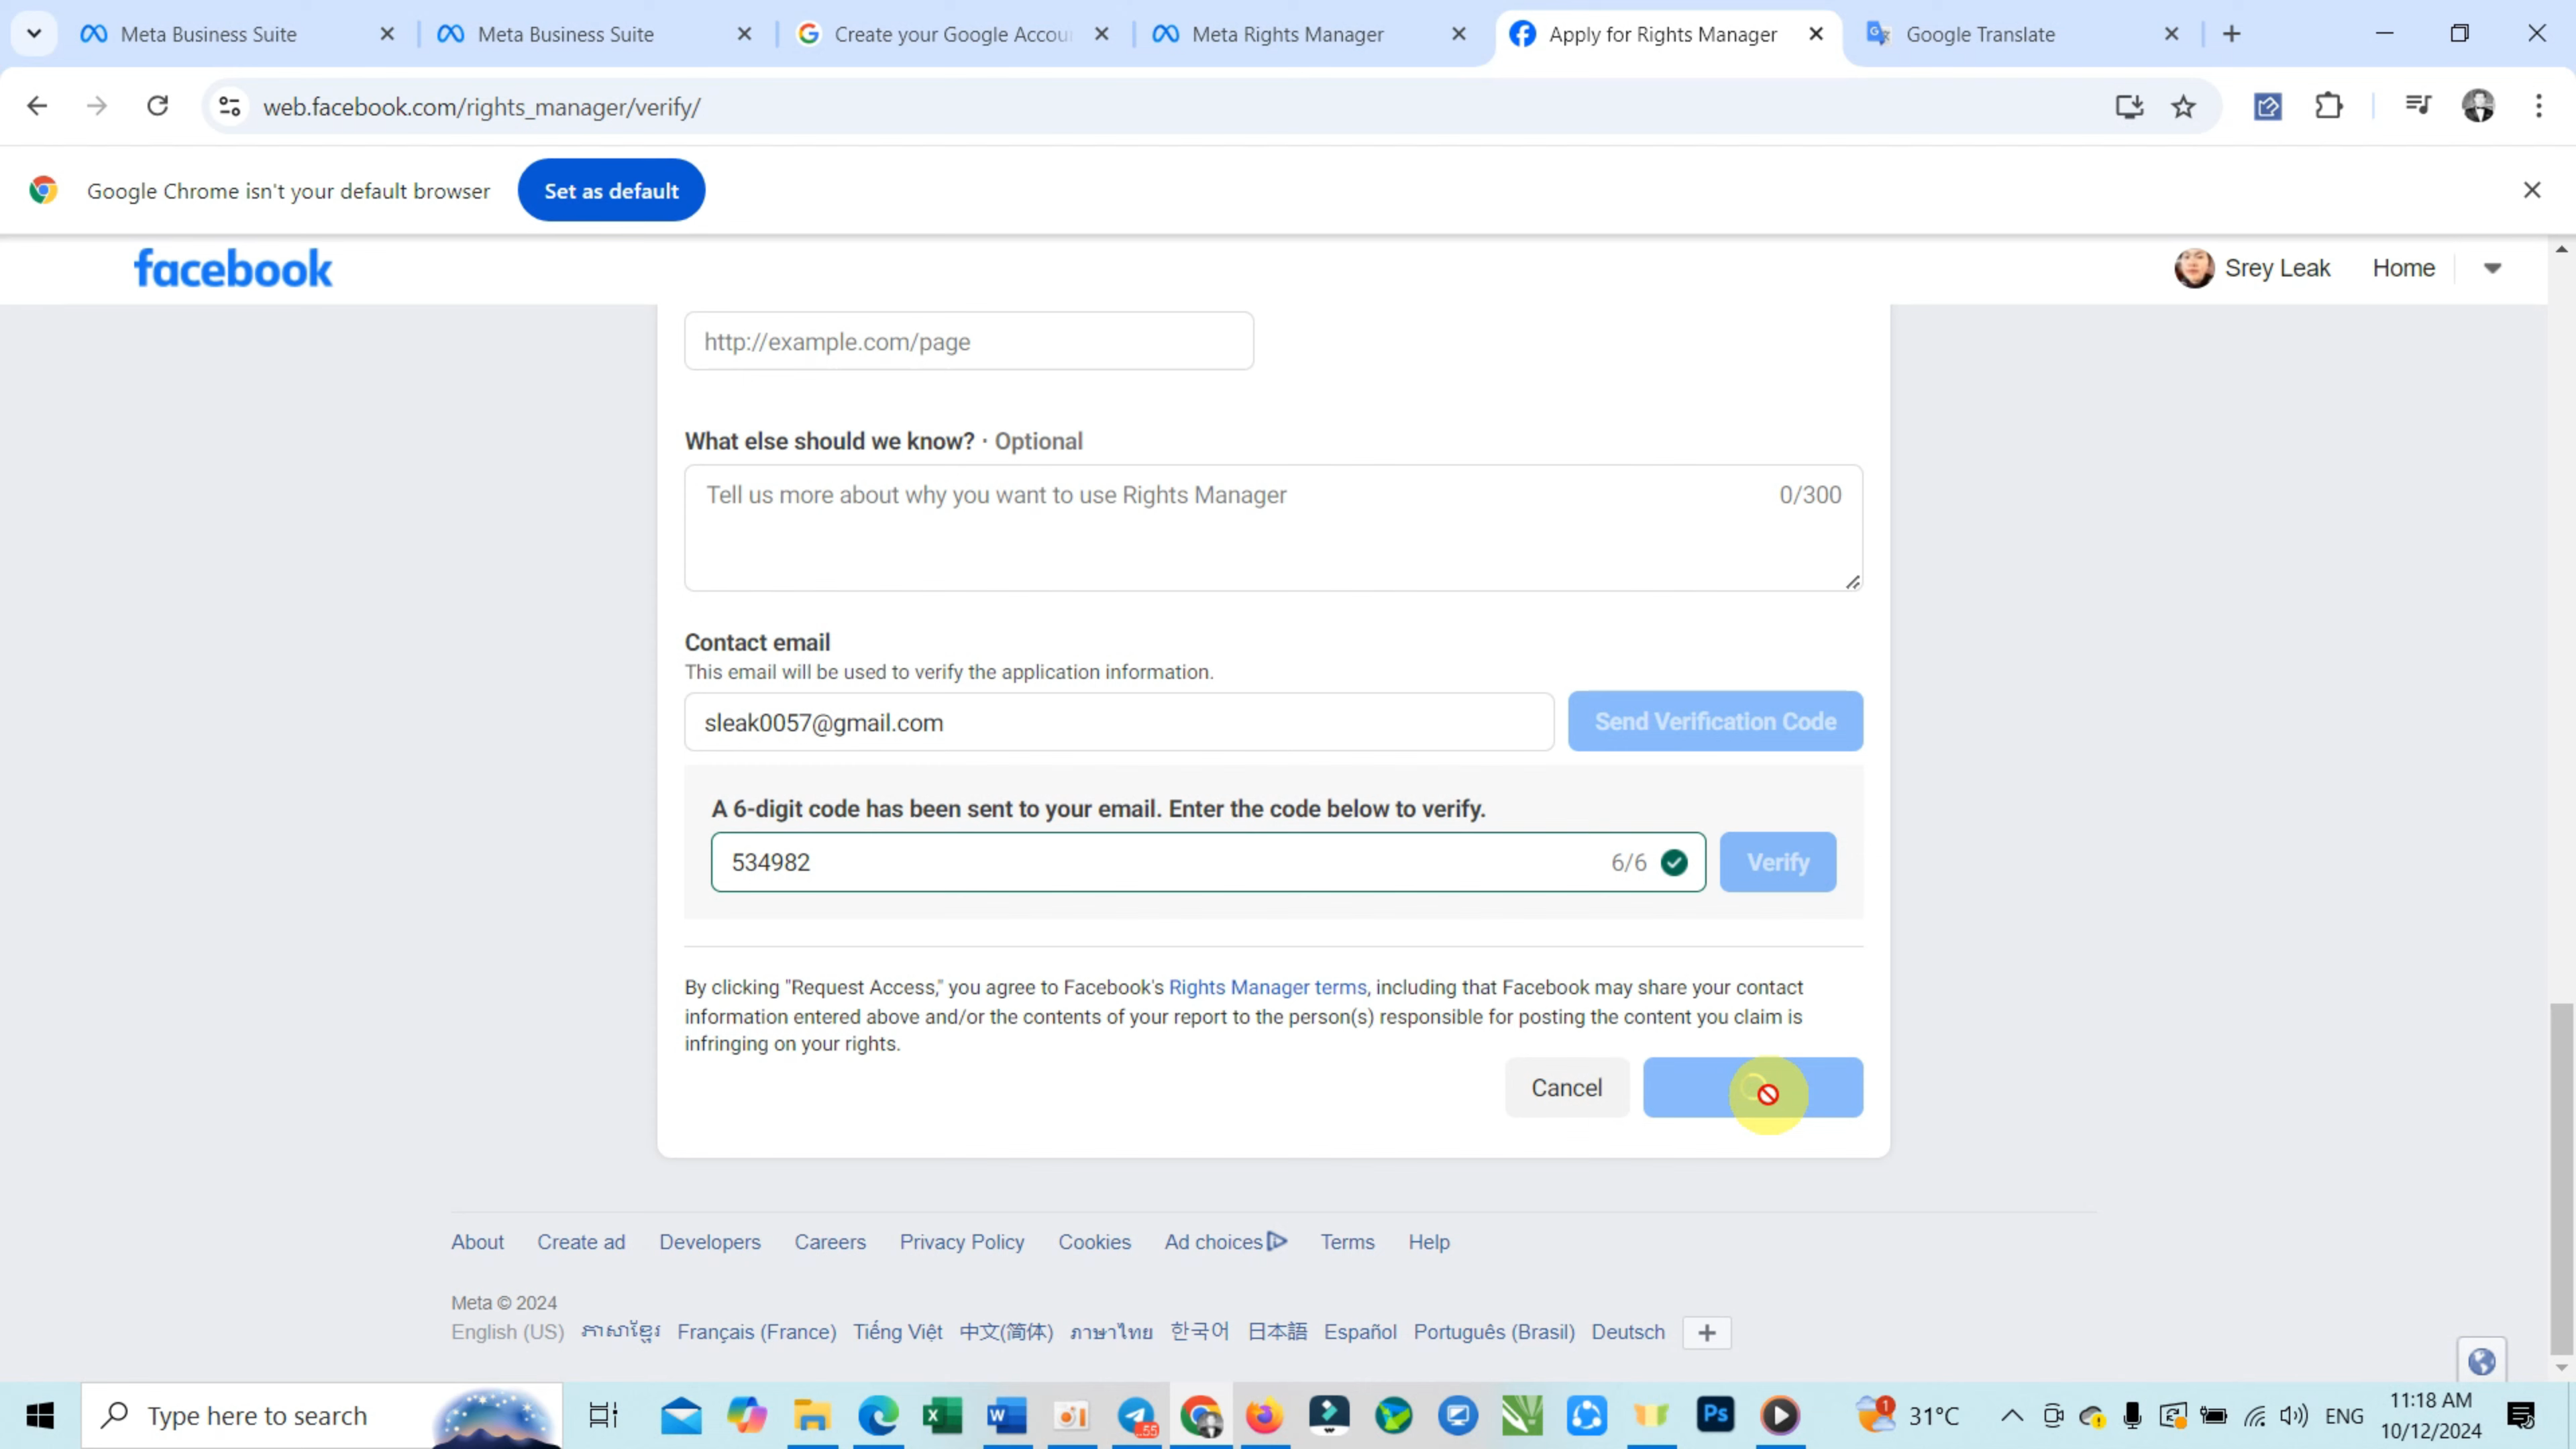 Meta Business Suite
Meta Business Suite
Create your Google Accou
Meta Rights Manager
Apply for Rights Manager
Google Translate
web.facebook.com/rights_manager/verify/
Google Chrome isn't your default browser
Set as default
facebook
Srey Leak
Home
http://example.com/page
What else should we know? · Optional
Tell us more about why you want to use Rights Manager
0/300
Contact email
This email will be used to verify the application information.
sleak0057@gmail.com
Send Verification Code
A 6-digit code has been sent to your email. Enter the code below to verify.
534982
6/6
Verify
By clicking "Request Access," you agree to Facebook's Rights Manager terms, including that Facebook may share your contact
information entered above and/or the contents of your report to the person(s) responsible for posting the content you claim is
infringing on your rights.
Cancel
About Create ad Developers Careers Privacy Policy Cookies Ad choices Terms Help
Meta © 2024
English (US) ភាសាខ្មែរ Français (France) Tiếng Việt 中文(简体) ภาษาไทย 한국어 日本語 Español Português (Brasil) Deutsch
Type here to search
..55
Ps
1
31°C
ENG
11:18 AM
10/12/2024